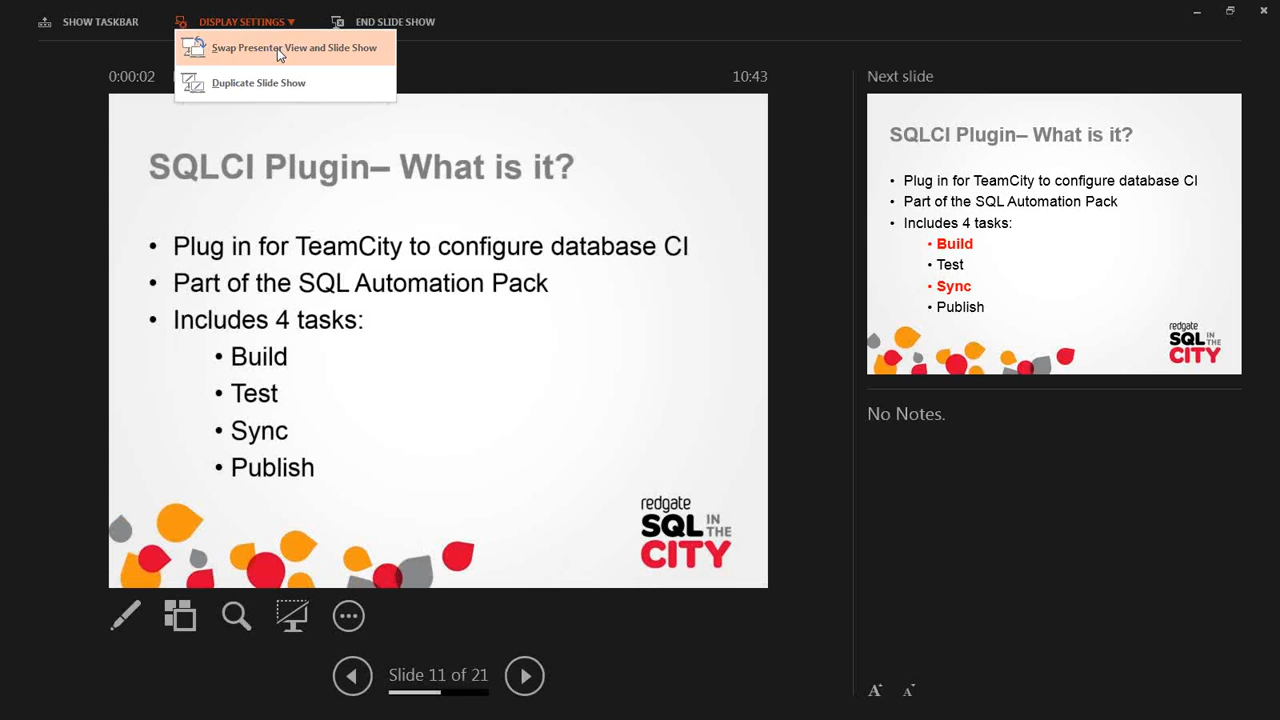 SHOW TASKBAR
DISPLAY SETTINGS ▼
END SLIDE SHOW
Swap Presenter View and Slide Show
Duplicate Slide Show
0:00:02
10:43
SQLCI Plugin– What is it?
• Plug in for TeamCity to configure database CI
• Part of the SQL Automation Pack
• Includes 4 tasks:
• Build
• Test
• Sync
• Publish
redgate
SQL IN THE
CITY
Slide 11 of 21
Next slide
SQLCI Plugin– What is it?
• Plug in for TeamCity to configure database CI
• Part of the SQL Automation Pack
• Includes 4 tasks:
• Build
• Test
• Sync
• Publish
redgate
SQL IN THE
CITY
No Notes.
A A